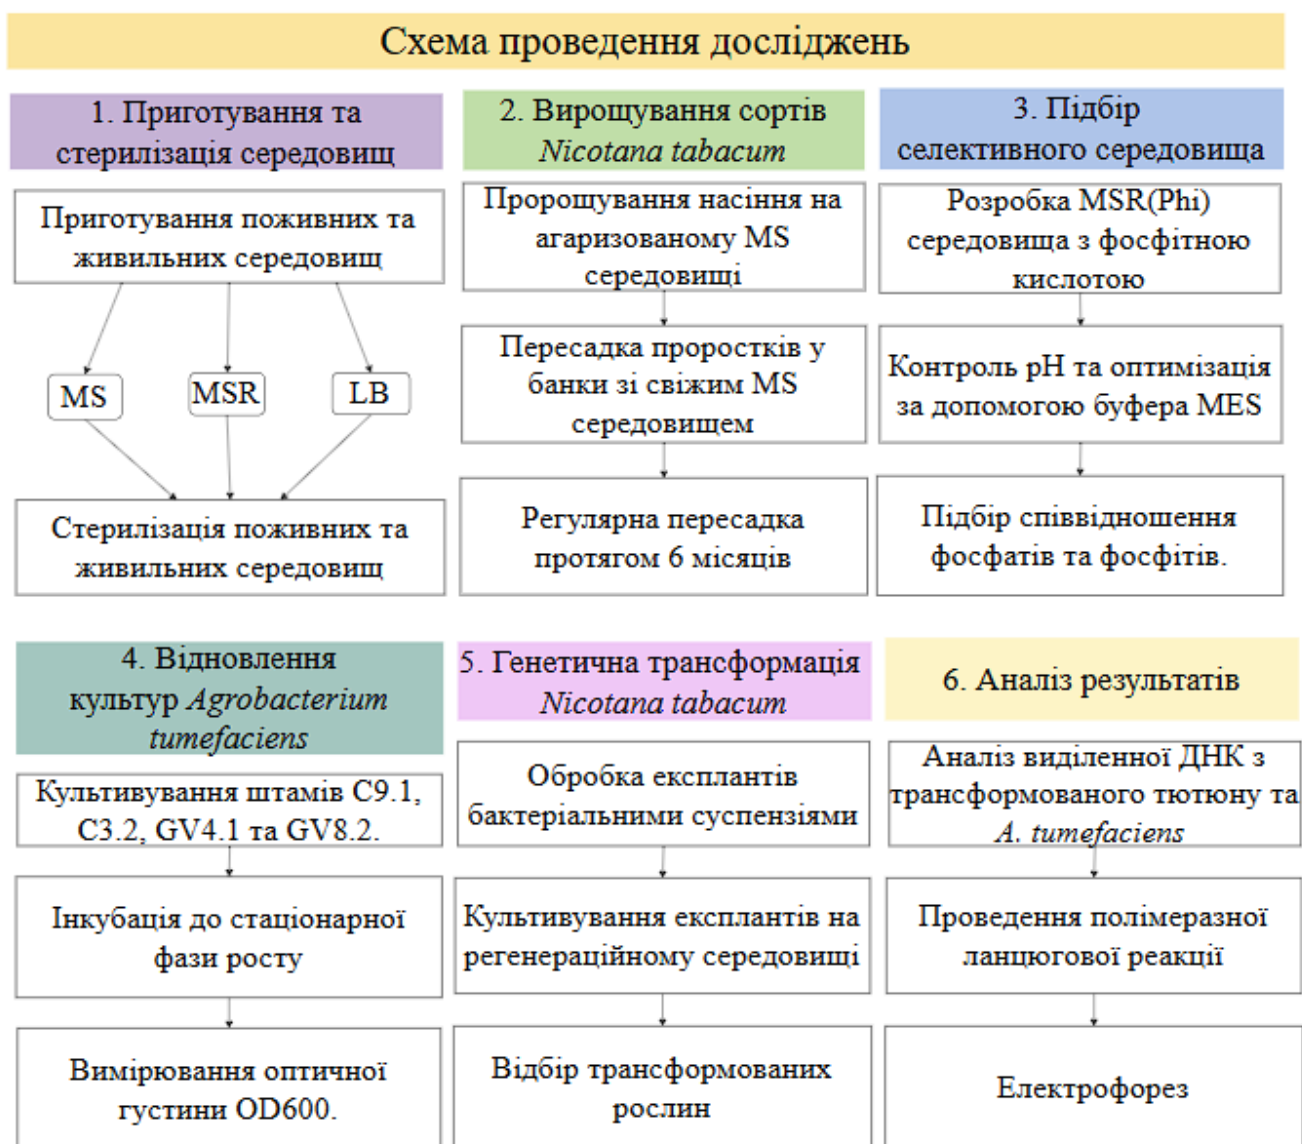 Схема проведення досліджень
1. Приготування та
стерилізація середовищ
Приготування поживних та
живильних середовищ
MS
MSR
LB
Стерилізація поживних та
живильних середовищ
2. Вирощування сортів
Nicotana tabacum
Пророщування насіння на
агаризованому MS
середовищі
Пересадка проростків у
банки зі свіжим MS
середовищем
Регулярна пересадка
протягом 6 місяців
3. Підбір
селективного середовища
Розробка MSR(Phi)
середовища з фосфітною
кислотою
Контроль pH та оптимізація
за допомогою буфера MES
Підбір співвідношення
фосфатів та фосфітів.
4. Відновлення
культур Agrobacterium
tumefaciens
Культивування штамів C9.1,
C3.2, GV4.1 та GV8.2.
Інкубація до стаціонарної
фази росту
Вимірювання оптичної
густини OD600.
5. Генетична трансформація
Nicotana tabacum
Обробка експлантів
бактеріальними суспензіями
Культивування експлантів на
регенераційному середовищі
Відбір трансформованих
рослин
6. Аналіз результатів
Аналіз виділенної ДНК з
трансформованого тютюну та
A. tumefaciens
Проведення полімеразної
ланцюгової реакції
Електрофорез